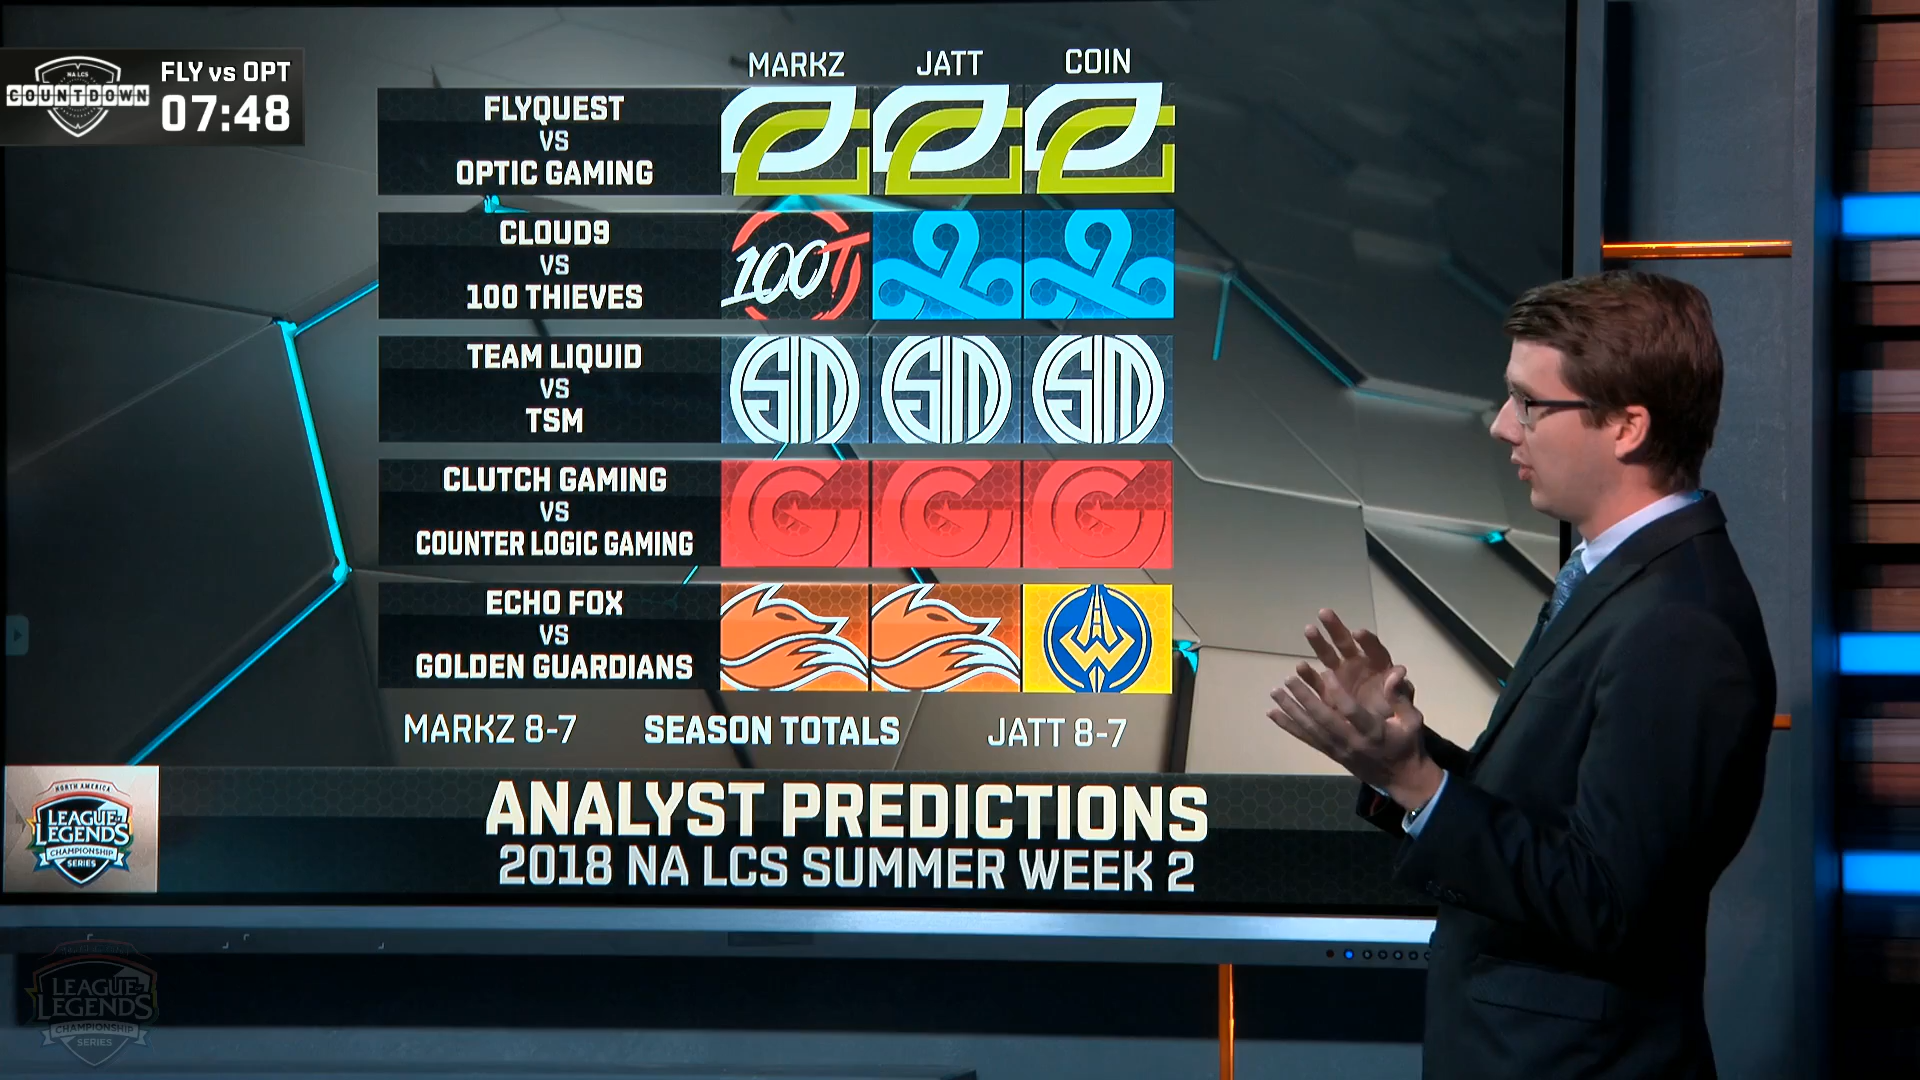 NA LCS
COUNTDOWN
FLY vs OPT
07:48
MARKZ JATT COIN
FLYQUEST
VS
OPTIC GAMING
CLOUD9
VS
100 THIEVES
100T
TEAM LIQUID
VS
TSM
TSM TSM TSM
CLUTCH GAMING
VS
COUNTER LOGIC GAMING
ECHO FOX
VS
GOLDEN GUARDIANS
MARKZ 8-7 SEASON TOTALS JATT 8-7
NORTH AMERICA
LEAGUE OF
LEGENDS
CHAMPIONSHIP
SERIES
ANALYST PREDICTIONS
2018 NA LCS SUMMER WEEK 2
LEAGUE OF
LEGENDS
CHAMPIONSHIP
SERIES